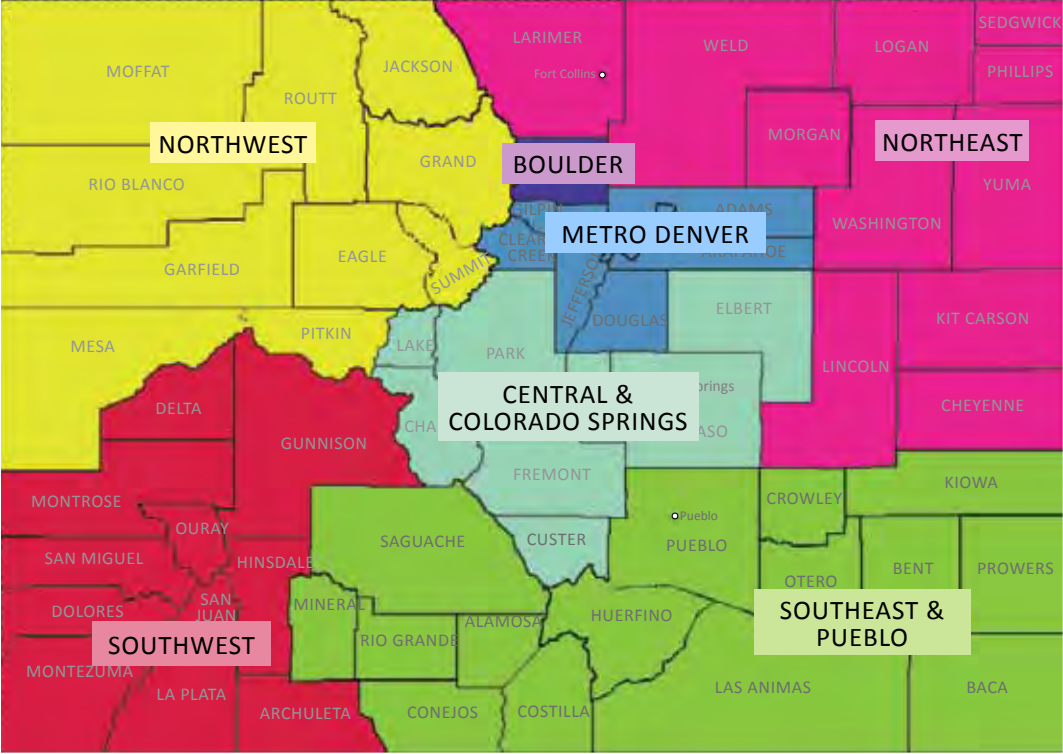 SEDGWICK
LARIMER
WELD
LOGAN
JACKSON
MOFFAT
Fort Collins
PHILLIPS
ROUTT
MORGAN
NORTHWEST
NORTHEAST
GRAND
BOULDER
RIO BLANCO
YUMA
GILPIN
ADAMS
WASHINGTON
METRO DENVER
CLEAR
CREEK
ARAPAHOE
EAGLE
GARFIELD
SUMMIT
JEFFERSON
ELBERT
KIT CARSON
DOUGLAS
PITKIN
MESA
LAKE
PARK
LINCOLN
CENTRAL &
COLORADO SPRINGS
prings
CHEYENNE
DELTA
CHA
ASO
GUNNISON
FREMONT
KIOWA
MONTROSE
CROWLEY
OURAY
Pueblo
SAGUACHE
CUSTER
PUEBLO
SAN MIGUEL
HINSDALE
BENT
PROWERS
OTERO
DOLORES
SAN
JUAN
MINERAL
HUERFINO
SOUTHEAST &
PUEBLO
ALAMOSA
RIO GRANDE
SOUTHWEST
MONTEZUMA
LA PLATA
LAS ANIMAS
BACA
ARCHULETA
CONEJOS
COSTILLA